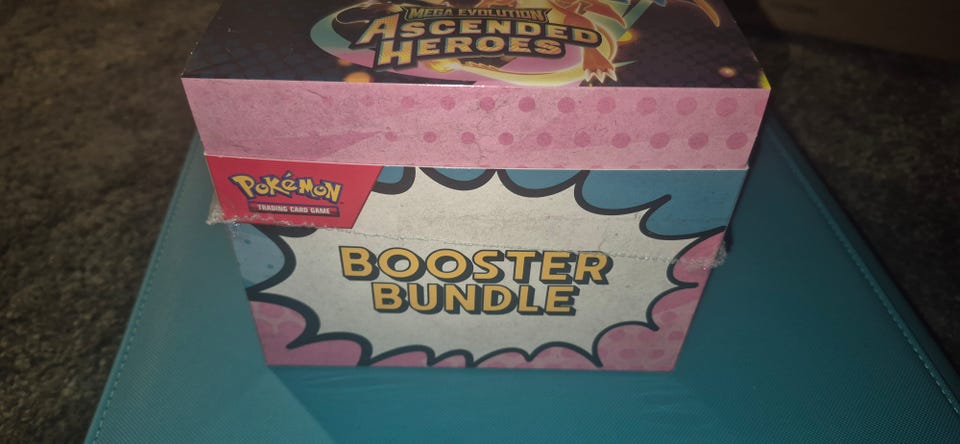 MEGA EVOLUTION
ASCENDED
HEROES
POKÉMON
TRADING CARD GAME
BOOSTER
BUNDLE